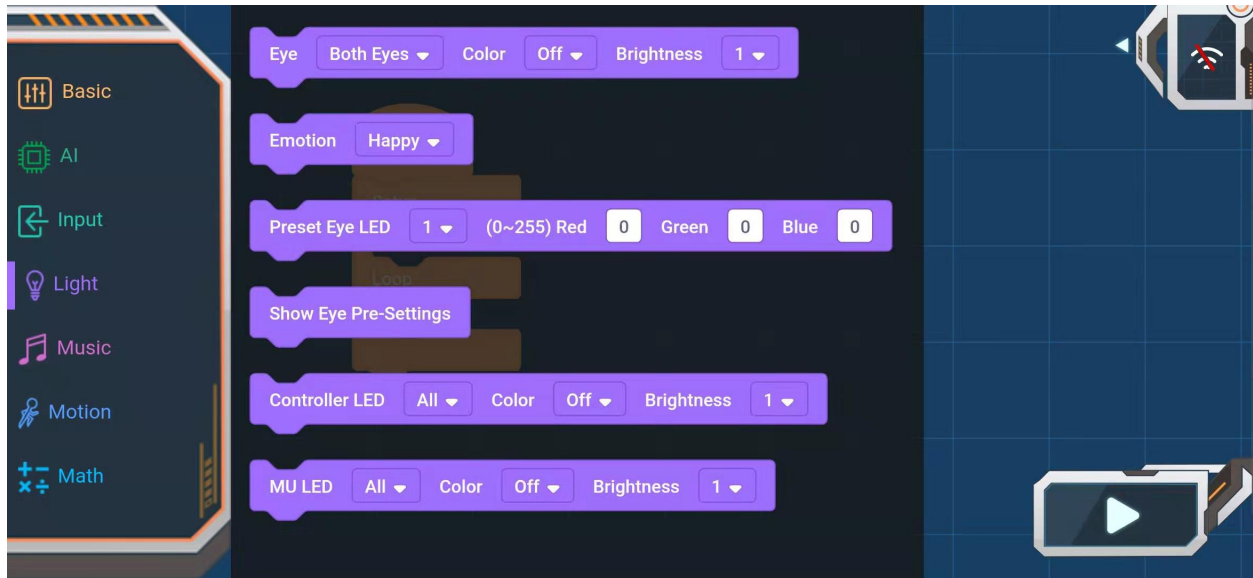 Basic
AI
Input
Light
Music
Motion
Math
Eye Both Eyes Color Off Brightness 1
Emotion Happy
Preset Eye LED 1 (0~255) Red 0 Green 0 Blue 0
Loop
Show Eye Pre-Settings
Controller LED All Color Off Brightness 1
MU LED All Color Off Brightness 1